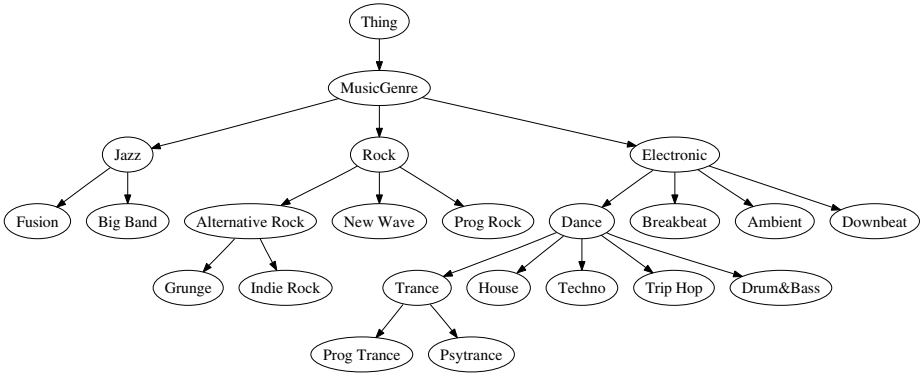 Thing
MusicGenre
Jazz Rock Electronic
Fusion Big Band Alternative Rock New Wave Prog Rock Dance Breakbeat Ambient Downbeat
Grunge Indie Rock Trance House Techno Trip Hop Drum&Bass
Prog Trance Psytrance